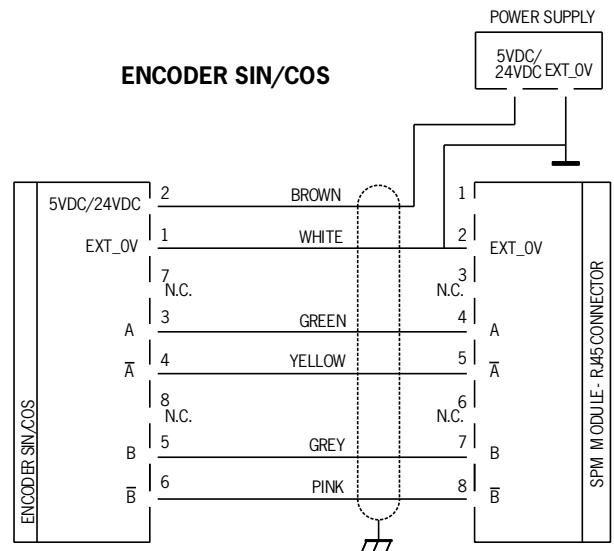 POWER SUPPLY
5VDC/
24VDC EXT_0V
ENCODER SIN/COS
5VDC/24VDC 2 BROWN 1
EXT_0V 1 WHITE 2 EXT_0V
7 3
N.C. N.C.
A 3 GREEN 4 A
A̅ 4 YELLOW 5 A̅
8 6
N.C. N.C.
B 5 GREY 7 B
B̅ 6 PINK 8 B̅
ENCODER SIN/COS
SPM MODULE - RJ45 CONNECTOR